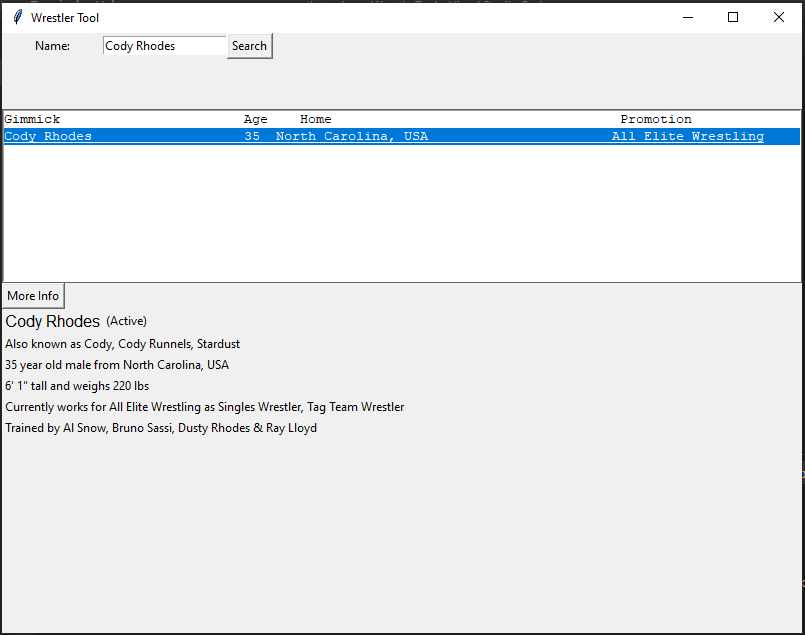 Wrestler Tool
Name: Cody Rhodes Search
Gimmick Age Home Promotion
Cody Rhodes 35 North Carolina, USA All Elite Wrestling
More Info
Cody Rhodes (Active)
Also known as Cody, Cody Runnels, Stardust
35 year old male from North Carolina, USA
6' 1" tall and weighs 220 lbs
Currently works for All Elite Wrestling as Singles Wrestler, Tag Team Wrestler
Trained by Al Snow, Bruno Sassi, Dusty Rhodes & Ray Lloyd